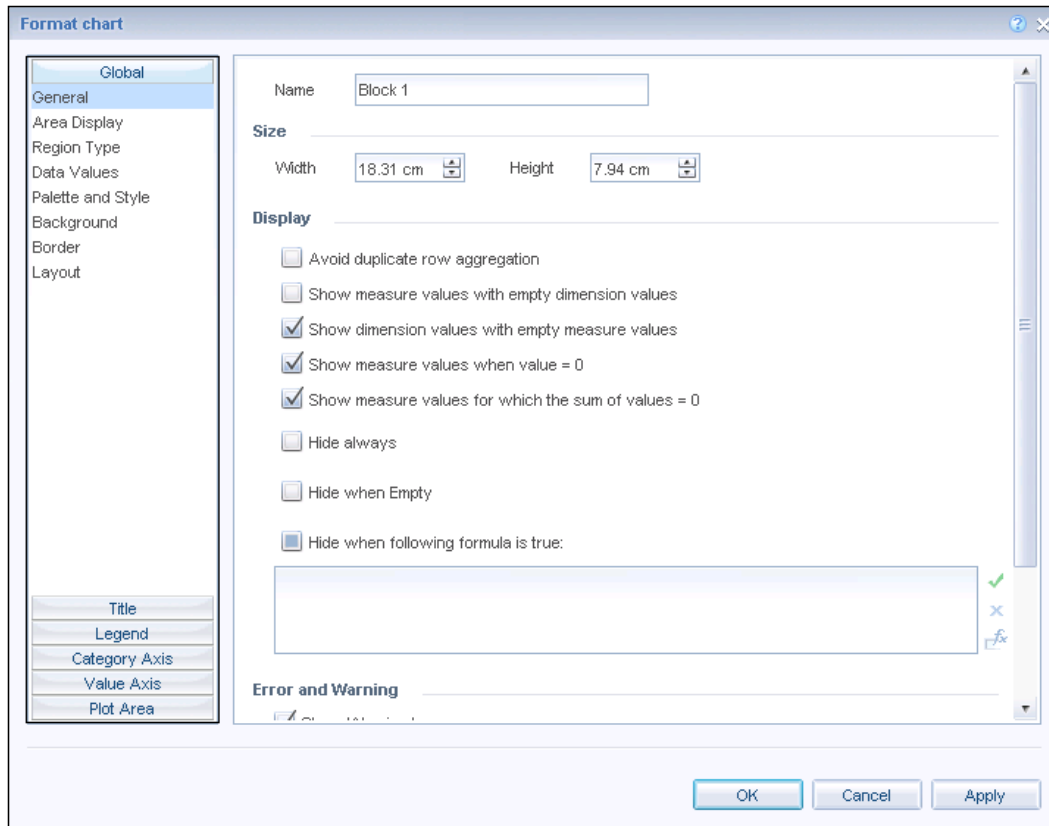 Format chart
Global
General
Area Display
Region Type
Data Values
Palette and Style
Background
Border
Layout
Title
Legend
Category Axis
Value Axis
Plot Area
Name Block 1
Size
Width 18.31 cm Height 7.94 cm
Display
Avoid duplicate row aggregation
Show measure values with empty dimension values
Show dimension values with empty measure values
Show measure values when value = 0
Show measure values for which the sum of values = 0
Hide always
Hide when Empty
Hide when following formula is true:
fx
Error and Warning
OK Cancel Apply